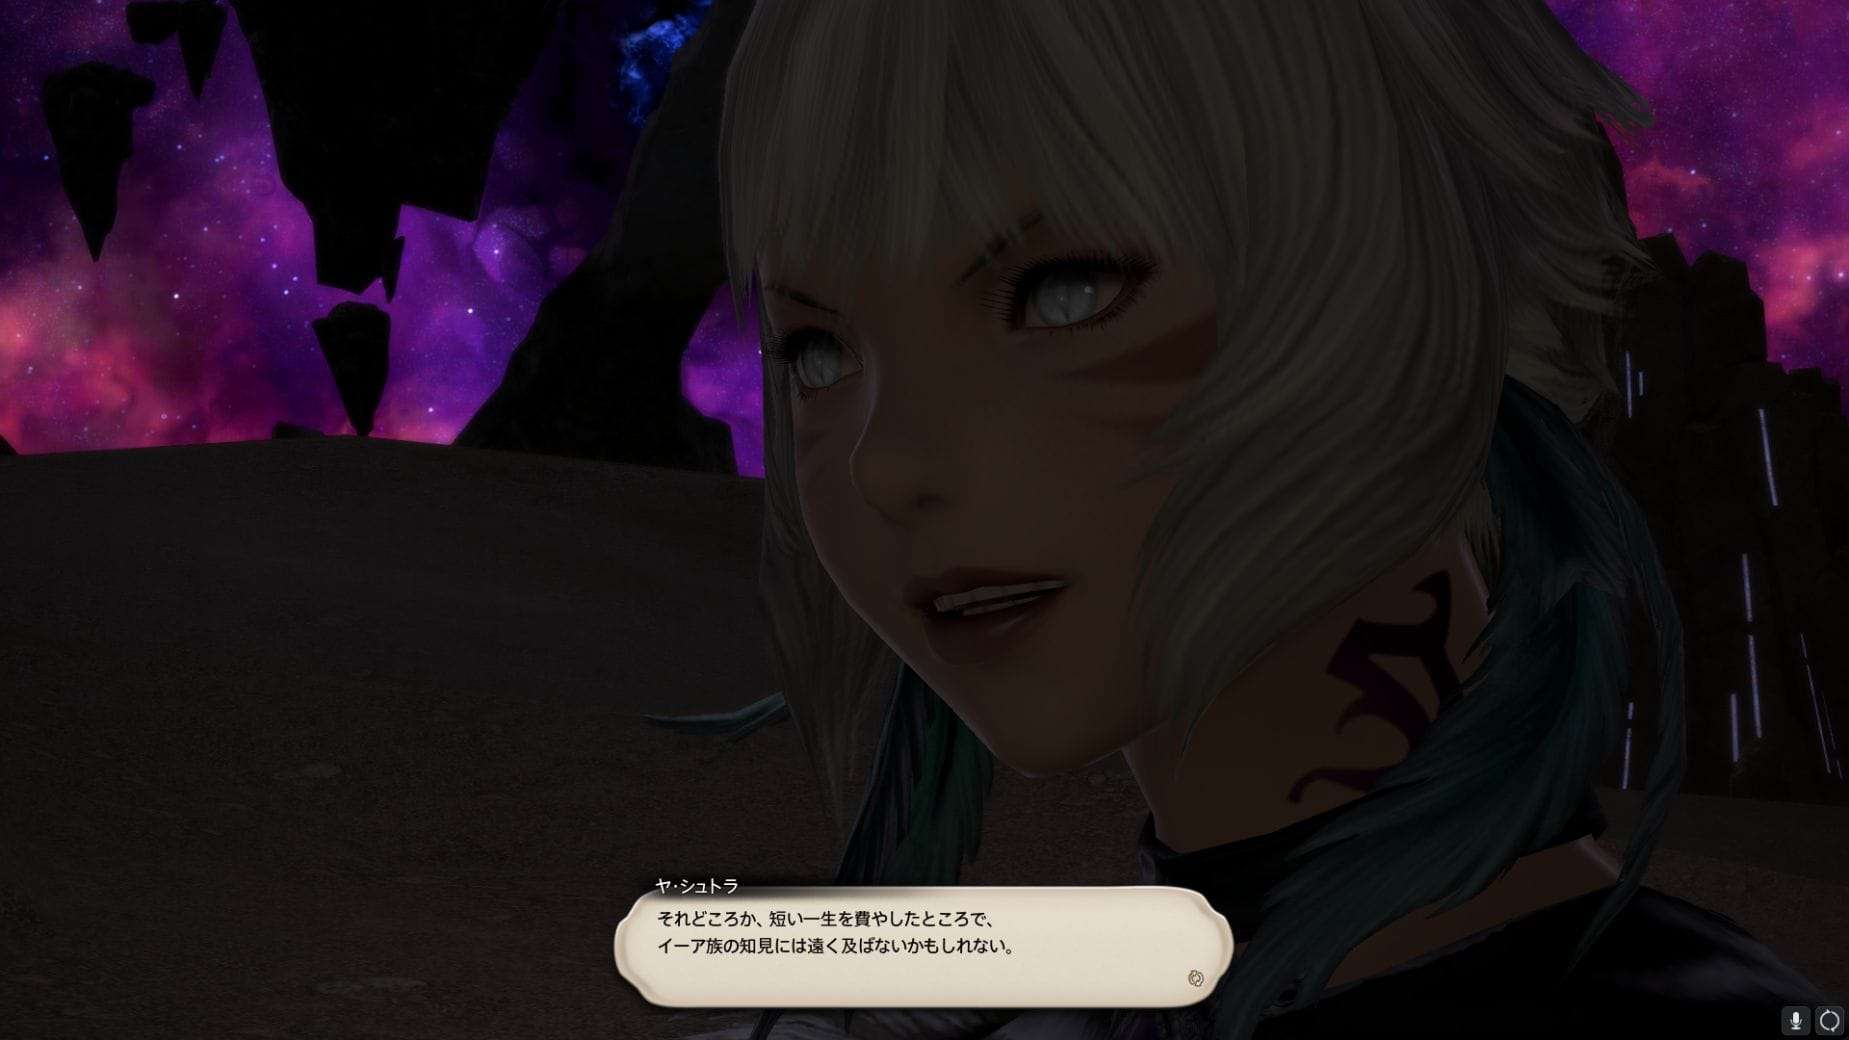 ヤ・シュトラ
それどころか、短い一生を費やしたところで、
イーア族の知見には遠く及ばないかもしれない。